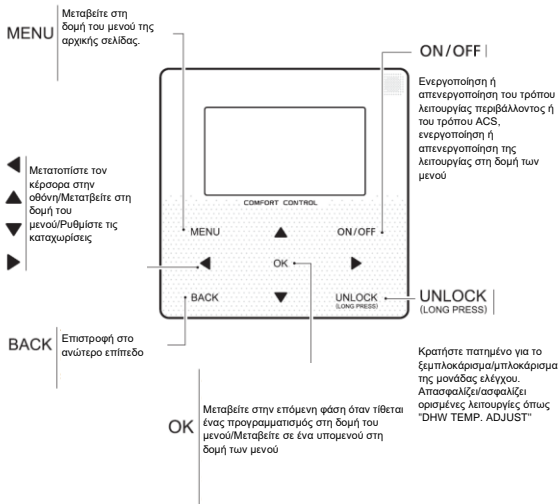 MENU
Μεταβείτε στη
δομή του μενού της
αρχικής σελίδας.
ON/OFF
Ενεργοποίηση ή
απενεργοποίηση του τρόπου
λειτουργίας περιβάλλοντος ή
του τρόπου ACS,
ενεργοποίηση ή
απενεργοποίηση της
λειτουργίας στη δομή των
μενού
Μετατοπίστε τον
κέρσορα στην
οθόνη/Μετατβείτε στη
δομή του
μενού/Ρυθμίστε τις
καταχωρίσεις
COMFORT CONTROL
MENU
ON/OFF
OK
BACK
UNLOCK
(LONG PRESS)
UNLOCK
(LONG PRESS)
BACK
Επιστροφή στο
ανώτερο επίπεδο
Κρατήστε πατημένο για το
ξεμπλοκάρισμα/μπλοκάρισμα
της μονάδας ελέγχου.
Απασφαλίζει/ασφαλίζει
ορισμένες λειτουργίες όπως
"DHW TEMP. ADJUST"
OK
Μεταβείτε στην επόμενη φάση όταν τίθεται
ένας προγραμματισμός στη δομή του
μενού/Μεταβείτε σε ένα υπομενού στη
δομή των μενού